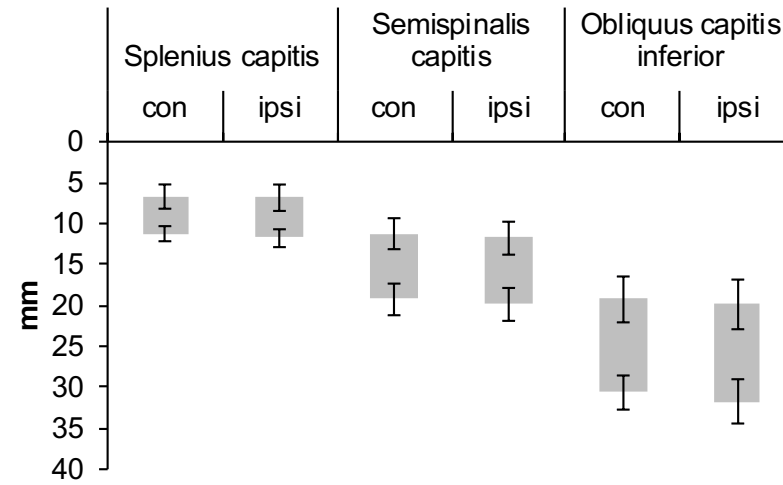 Splenius capitis
Semispinalis
capitis
Obliquus capitis
inferior
con
ipsi
con
ipsi
con
ipsi
mm
0
5
10
15
20
25
30
35
40